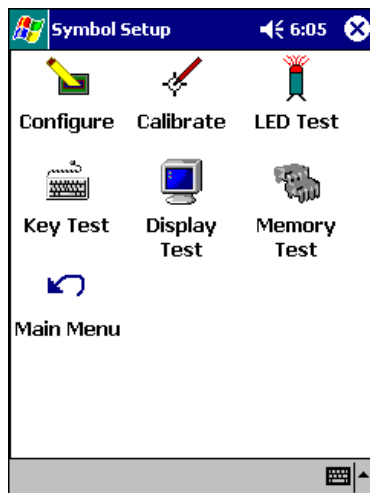 Symbol Setup 6:05
Configure Calibrate LED Test
Key Test Display Test Memory Test
Main Menu